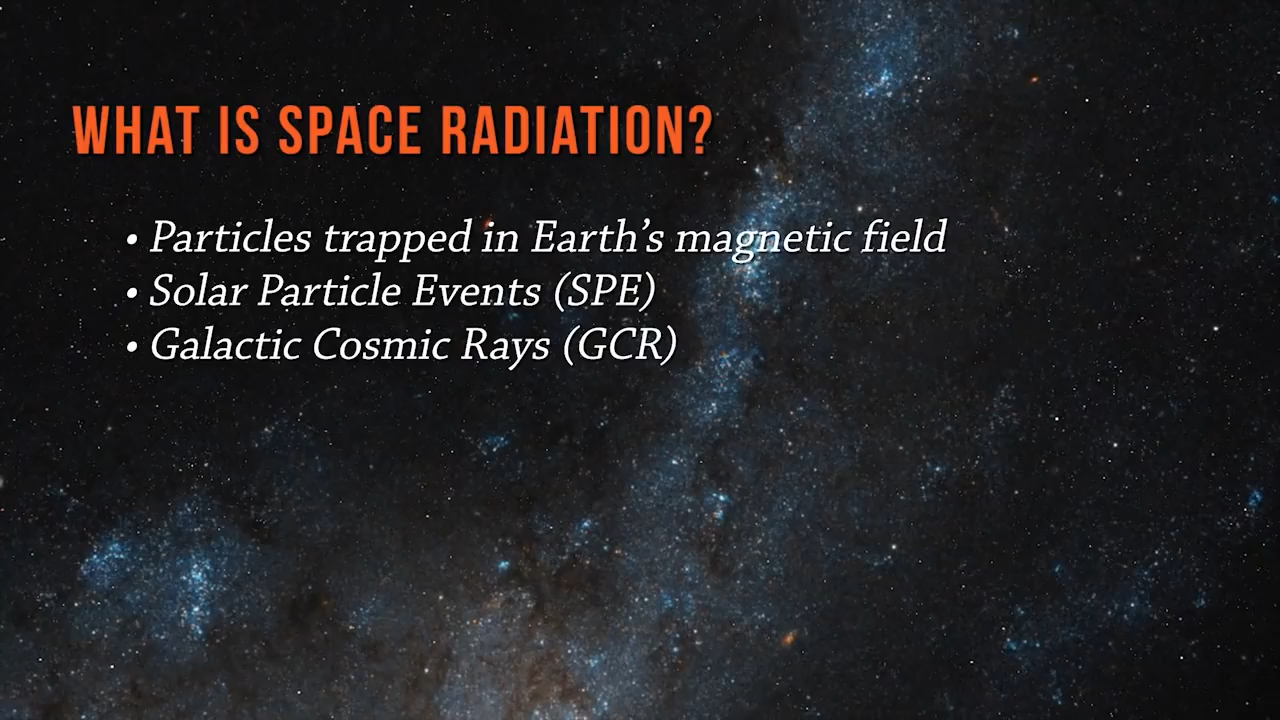 WHAT IS SPACE RADIATION?
• Particles trapped in Earth’s magnetic field
• Solar Particle Events (SPE)
• Galactic Cosmic Rays (GCR)